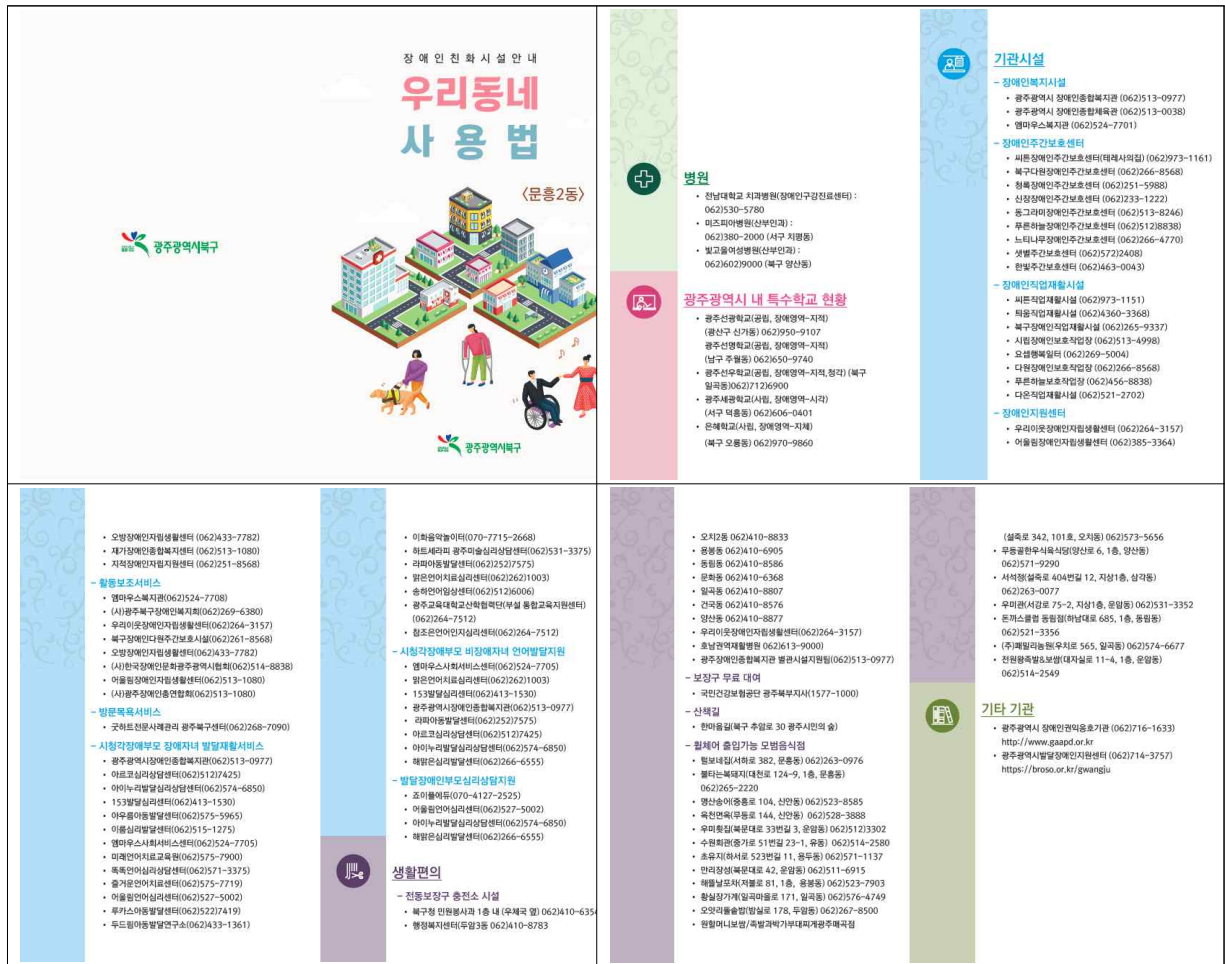 장애인친화시설안내
우리동네
사용법
<문흥2동>
광주광역시북구
광주광역시북구
병원
• 전남대학교 치과병원(장애인구강진료센터) :
062)530-5780
• 미즈피아병원(산부인과) :
062)380-2000 (서구 치평동)
• 빛고을여성병원(산부인과) :
062)602)9000 (북구 양산동)
광주광역시 내 특수학교 현황
• 광주선광학교(공립, 장애영역-지적)
(광산구 신가동) 062)950-9107
광주선명학교(공립, 장애영역-지적)
(남구 주월동) 062)650-9740
• 광주선우학교(공립, 장애영역-지적,청각) (북구
일곡동)062)712)6900
• 광주세광학교(사립, 장애영역-시각)
(서구 덕흥동) 062)606-0401
• 은혜학교(사립, 장애영역-지체)
(북구 오룡동) 062)970-9860
기관시설
- 장애인복지시설
• 광주광역시 장애인종합복지관 (062)513-0977)
• 광주광역시 장애인종합체육관 (062)513-0038)
• 엠마우스복지관 (062)524-7701)
- 장애인주간보호센터
• 씨튼장애인주간보호센터(테레사의집) (062)973-1161)
• 북구다원장애인주간보호센터 (062)266-8568)
• 청록장애인주간보호센터 (062)251-5988)
• 신장장애인주간보호센터 (062)233-1222)
• 동그라미장애인주간보호센터 (062)513-8246)
• 푸른하늘장애인주간보호센터 (062)512)8838)
• 느티나무장애인주간보호센터 (062)266-4770)
• 샛별주간보호센터 (062)572)2408)
• 한빛주간보호센터 (062)463-0043)
- 장애인직업재활시설
• 씨튼직업재활시설 (062)973-1151)
• 틔움직업재활시설 (062)4360-3368)
• 북구장애인직업재활시설 (062)265-9337)
• 시립장애인보호작업장 (062)513-4998)
• 요셉행복일터 (062)269-5004)
• 다원장애인보호작업장 (062)266-8568)
• 푸른하늘보호작업장 (062)456-8838)
• 다온직업재활시설 (062)521-2702)
- 장애인지원센터
• 우리이웃장애인자립생활센터 (062)264-3157)
• 어울림장애인자립생활센터 (062)385-3364)
• 오방장애인자립생활센터 (062)433-7782)
• 재가장애인종합복지센터 (062)513-1080)
• 지적장애인자립지원센터 (062)251-8568)
- 활동보조서비스
• 엠마우스복지관(062)524-7708)
• (사)광주북구장애인복지회(062)269-6380)
• 우리이웃장애인자립생활센터(062)264-3157)
• 북구장애인다원주간보호시설(062)261-8568)
• 오방장애인자립생활센터(062)433-7782)
• (사)한국장애인문화광주광역시협회(062)514-8838)
• 어울림장애인자립생활센터(062)513-1080)
• (사)광주장애인총연합회(062)513-1080)
- 방문목욕서비스
• 굿하트전문사례관리 광주북구센터(062)268-7090)
- 시청각장애부모 장애자녀 발달재활서비스
• 광주광역시장애인종합복지관(062)513-0977)
• 아르코심리상담센터(062)512)7425)
• 아이누리발달심리상담센터(062)574-6850)
• 153발달심리센터(062)413-1530)
• 아우름아동발달센터(062)575-5965)
• 이룸심리발달센터(062)515-1275)
• 엠마우스사회서비스센터(062)524-7705)
• 미래언어치료교육원(062)575-7900)
• 똑똑언어심리상담센터(062)571-3375)
• 즐거운언어치료센터(062)575-7719)
• 어울림언어심리센터(062)527-5002)
• 루카스아동발달센터(062)522)7419)
• 두드림아동발달연구소(062)433-1361)
• 이화음악놀이터(070-7715-2668)
• 하트세라피 광주미술심리상담센터(062)531-3375)
• 라파아동발달센터(062)252)7575)
• 맑은언어치료심리센터(062)262)1003)
• 송하언어임상센터(062)512)6006)
• 광주교육대학교산학협력단(부설 통합교육지원센터)
(062)264-7512)
• 참조은언어인지심리센터(062)264-7512)
- 시청각장애부모 비장애자녀 언어발달지원
• 엠마우스사회서비스센터(062)524-7705)
• 맑은언어치료심리센터(062)262)1003)
• 153발달심리센터(062)413-1530)
• 광주광역시장애인종합복지관(062)513-0977)
• 라파아동발달센터(062)252)7575)
• 아르코심리상담센터(062)512)7425)
• 아이누리발달심리상담센터(062)574-6850)
• 해맑은심리발달센터(062)266-6555)
- 발달장애인부모심리상담지원
• 죠이플에듀(070-4127-2525)
• 어울림언어심리센터(062)527-5002)
• 아이누리발달심리상담센터(062)574-6850)
• 해맑은심리발달센터(062)266-6555)
생활편의
- 전동보장구 충전소 시설
• 북구청 민원봉사과 1층 내 (우체국 옆) 062)410-635
• 행정복지센터(두암3동 062)410-8783
• 오치2동 062)410-8833
• 용봉동 062)410-6905
• 동림동 062)410-8586
• 문화동 062)410-6368
• 일곡동 062)410-8807
• 건국동 062)410-8576
• 양산동 062)410-8877
• 우리이웃장애인자립생활센터(062)264-3157)
• 호남권역재활병원 062)613-9000)
• 광주장애인종합복지관 별관시설지원팀(062)513-0977)
- 보장구 무료 대여
• 국민건강보험공단 광주북부지사(1577-1000)
- 산책길
• 한마음길(북구 추암로 30 광주시민의 숲)
- 휠체어 출입가능 모범음식점
• 털보네집(서하로 382, 문흥동) 062)263-0976
• 불타는복돼지(대천로 124-9, 1층, 문흥동)
062)265-2220
• 명산송어(중흥로 104, 신안동) 062)523-8585
• 옥천면옥(무등로 144, 신안동) 062)528-3888
• 우미횟집(북문대로 33번길 3, 운암동) 062)512)3302
• 수원회관(중가로 51번길 23-1, 유동) 062)514-2580
• 초유지(하서로 523번길 11, 용두동) 062)571-1137
• 만리장성(북문대로 42, 운암동) 062)511-6915
• 해뜰날포차(저불로 81, 1층, 용봉동) 062)523-7903
• 황실장가계(일곡마을로 171, 일곡동) 062)576-4749
• 오앗리돌솥밥(밤실로 178, 두암동) 062)267-8500
• 원할머니보쌈/족발과박가부대찌개광주매곡점
(설죽로 342, 101호, 오치동) 062)573-5656
• 무등골한우식육식당(양산로 6, 1층, 양산동)
062)571-9290
• 서석정(설죽로 404번길 12, 지상1층, 삼각동)
062)263-0077
• 우미관(서강로 75-2, 지상1층, 운암동) 062)531-3352
• 돈까스클럽 동림점(하남대로 685, 1층, 동림동)
062)521-3356
• (주)패밀리농원(우치로 565, 일곡동) 062)574-6677
• 전원왕족발&보쌈(대자실로 11-4, 1층, 운암동)
062)514-2549
기타 기관
• 광주광역시 장애인권익옹호기관 (062)716-1633)
http://www.gaapd.or.kr
• 광주광역시발달장애인지원센터 (062)714-3757)
https://broso.or.kr/gwangju